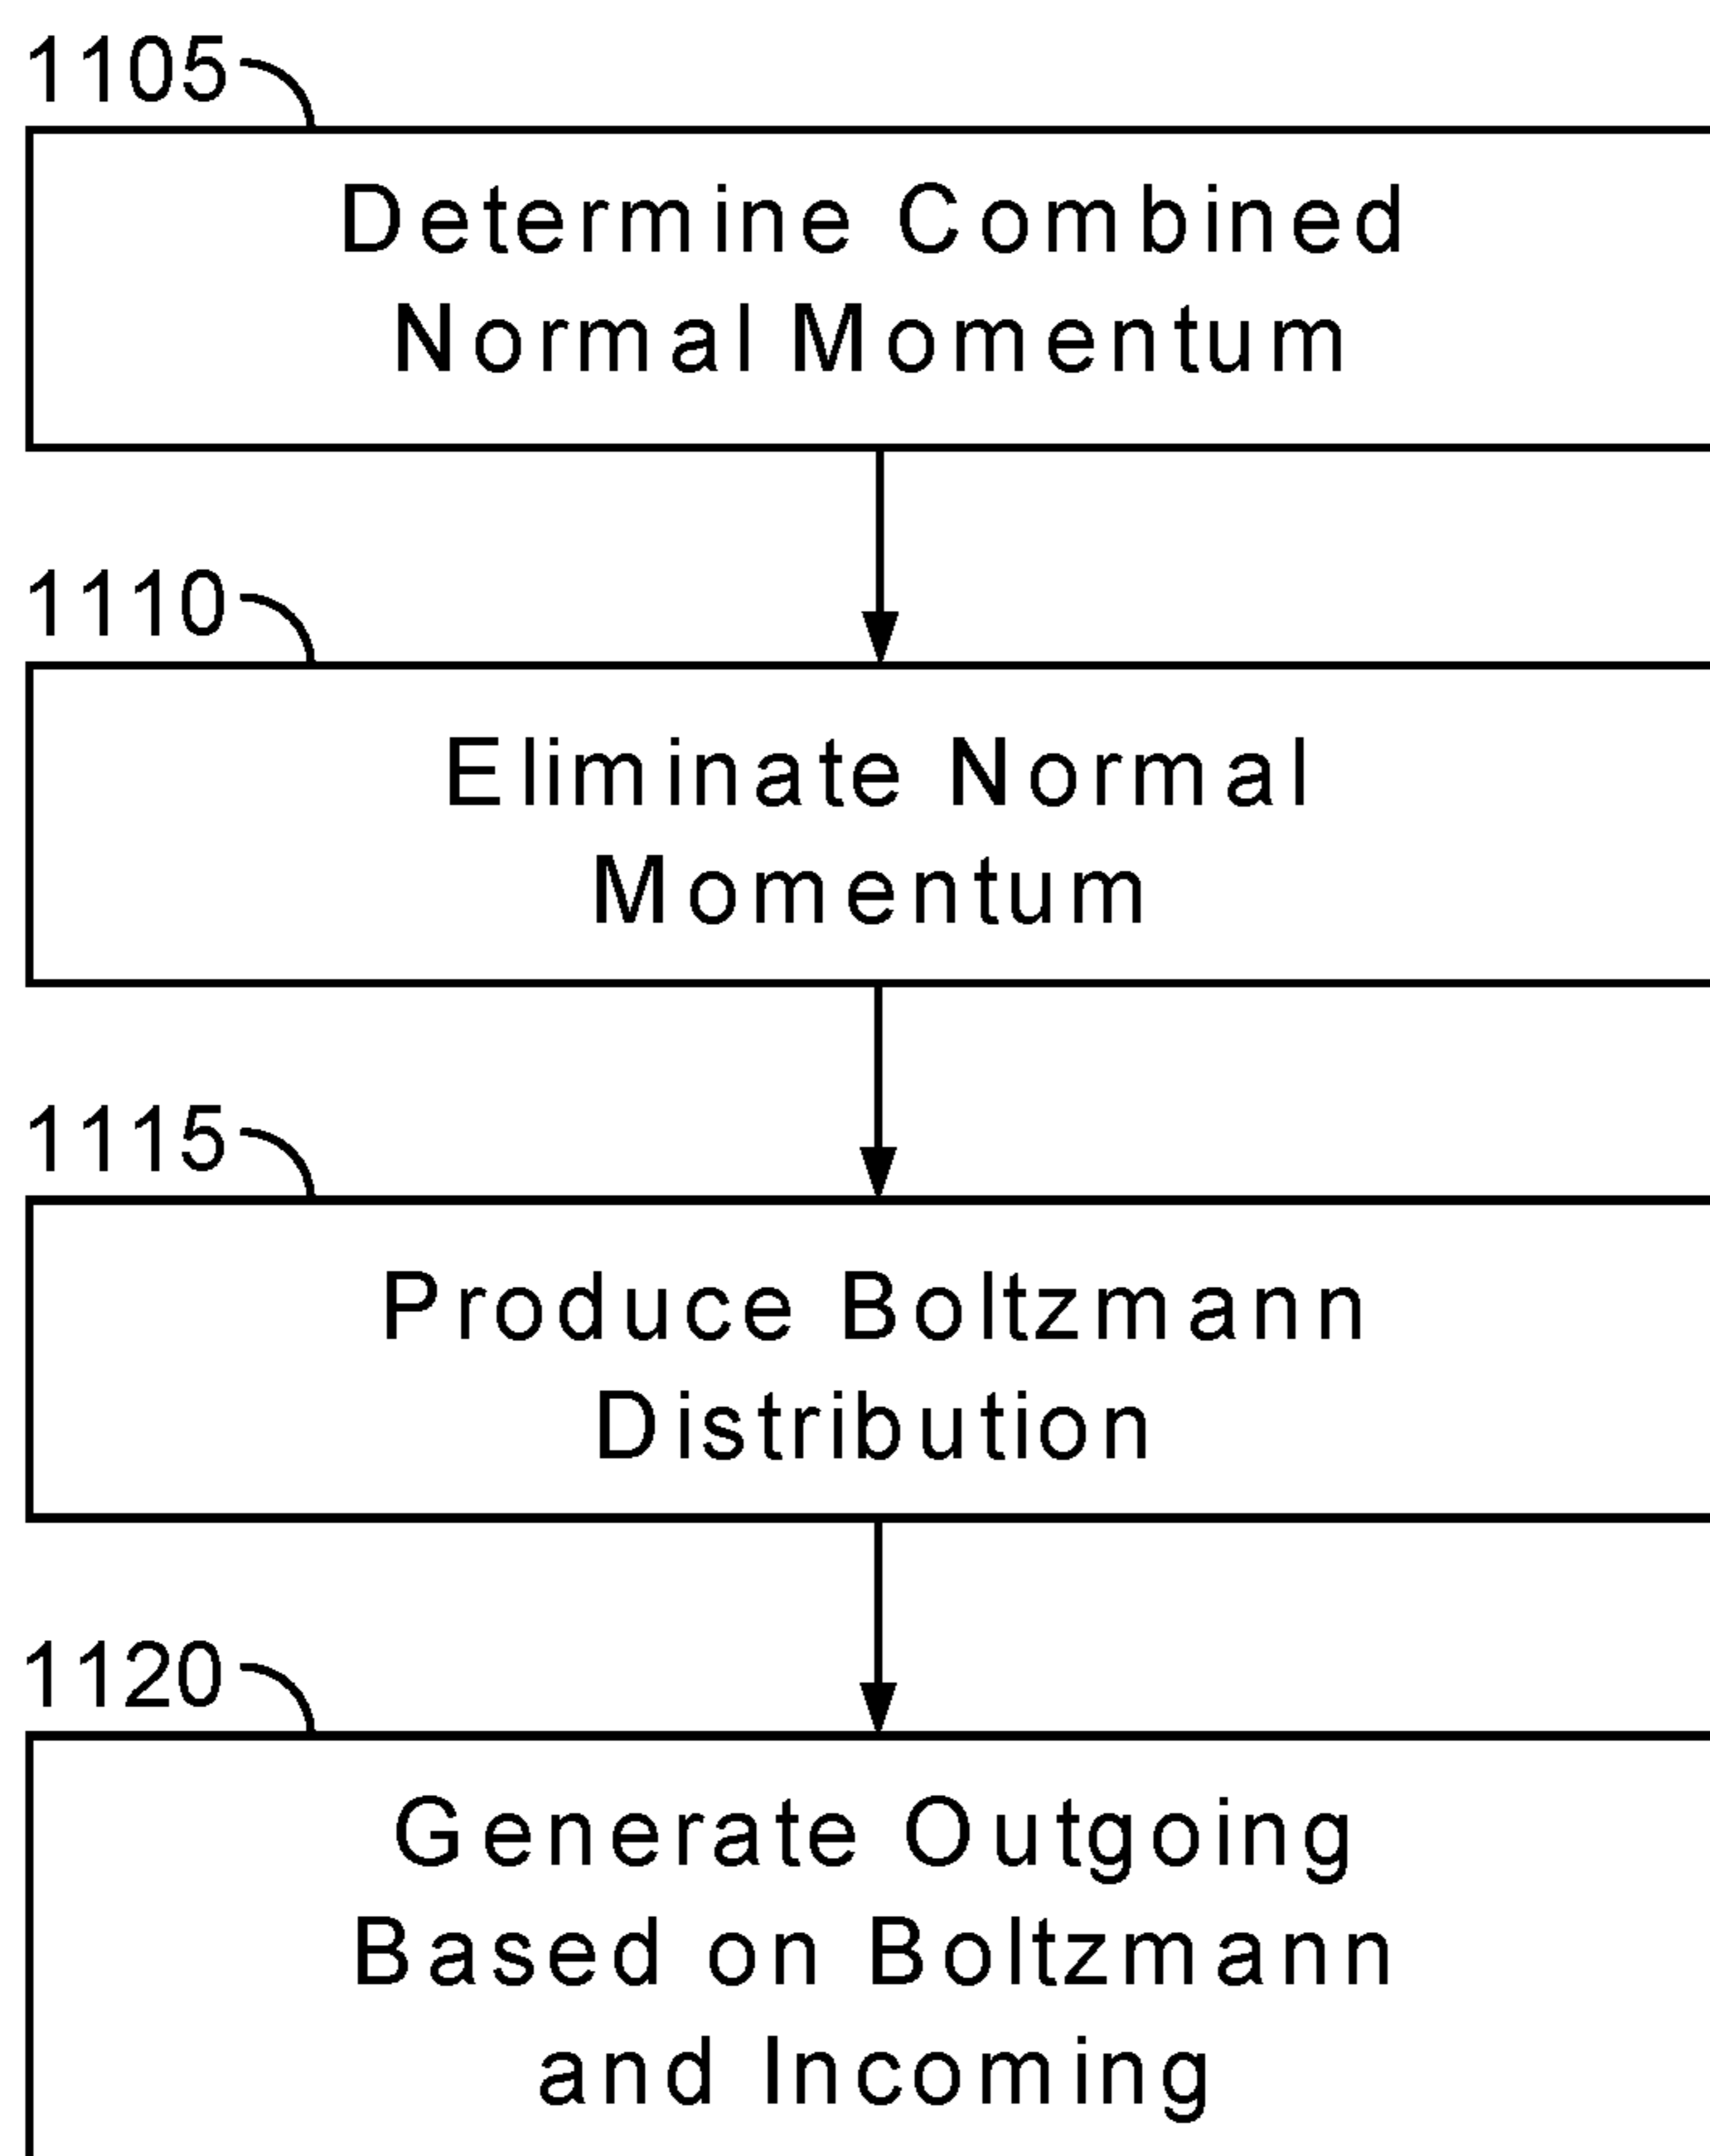 1105
Determine Combined
Normal Momentum
1110
Eliminate Normal
Momentum
1115
Produce Boltzmann
Distribution
1120
Generate Outgoing
Based on Boltzmann
and Incoming